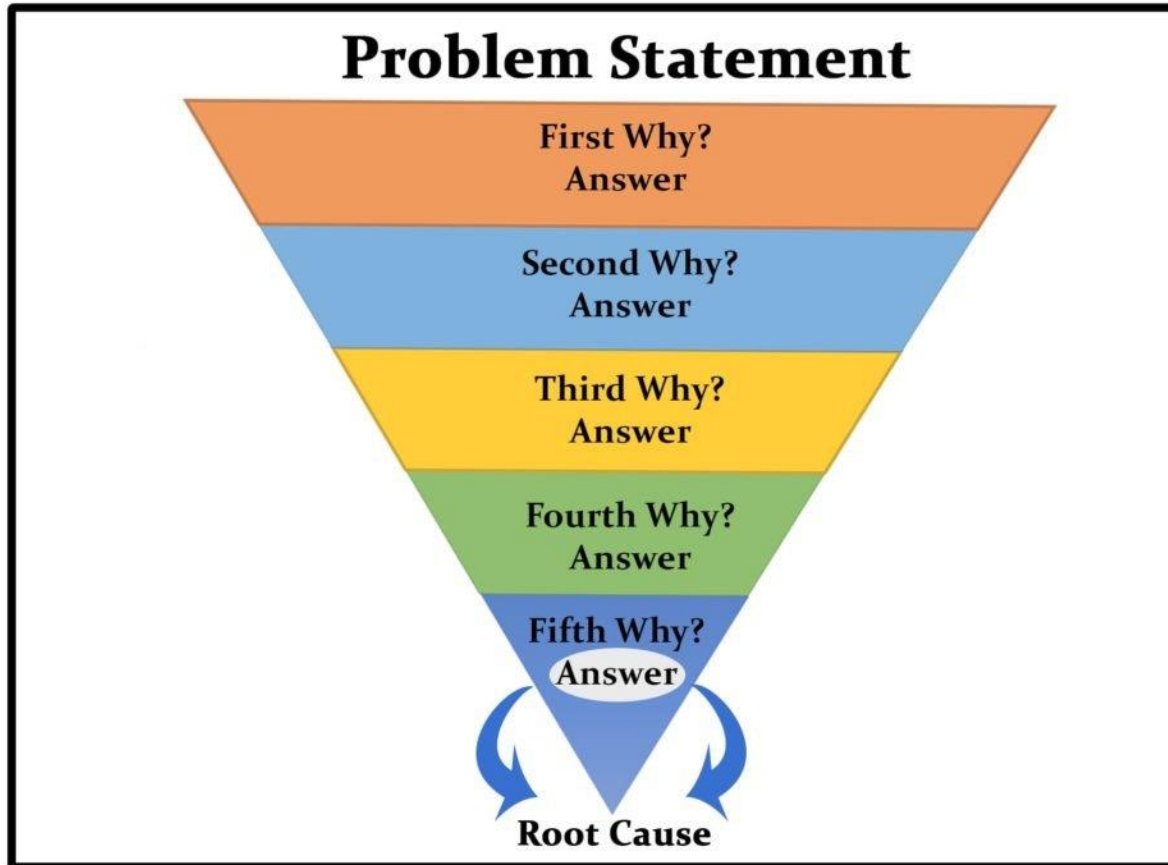 Problem Statement
First Why?
Answer
Second Why?
Answer
Third Why?
Answer
Fourth Why?
Answer
Fifth Why?
Answer
Root Cause